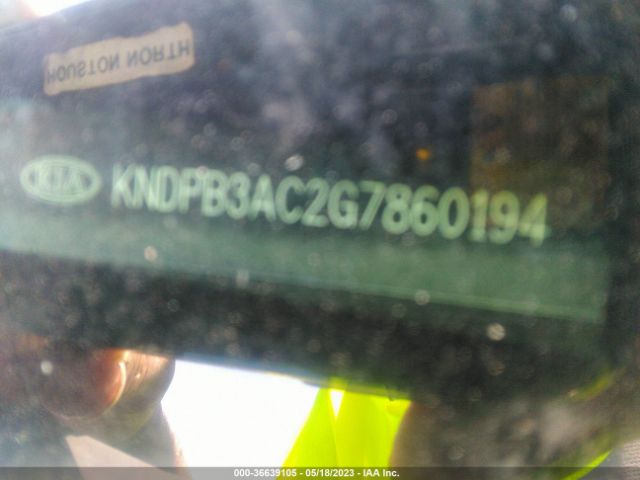 HOUSTON NORTH
KIA KNDPB3AC2G7860194
000-36639105 - 05/18/2023 - IAA Inc.